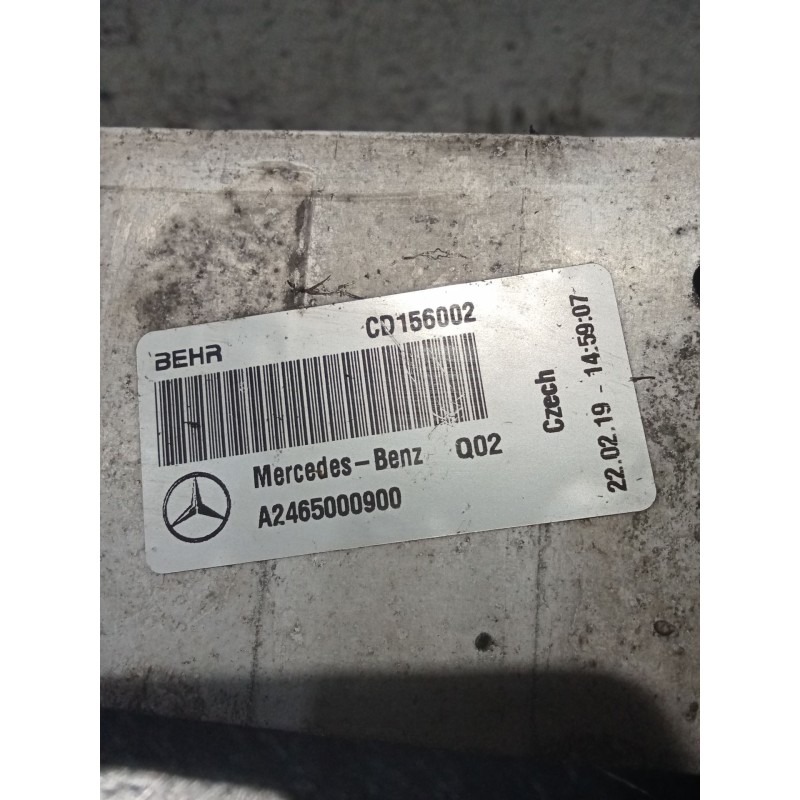 BEHR
CD156002
Mercedes-Benz Q02
A2465000900
Czech
22.02.19 - 14:59:07